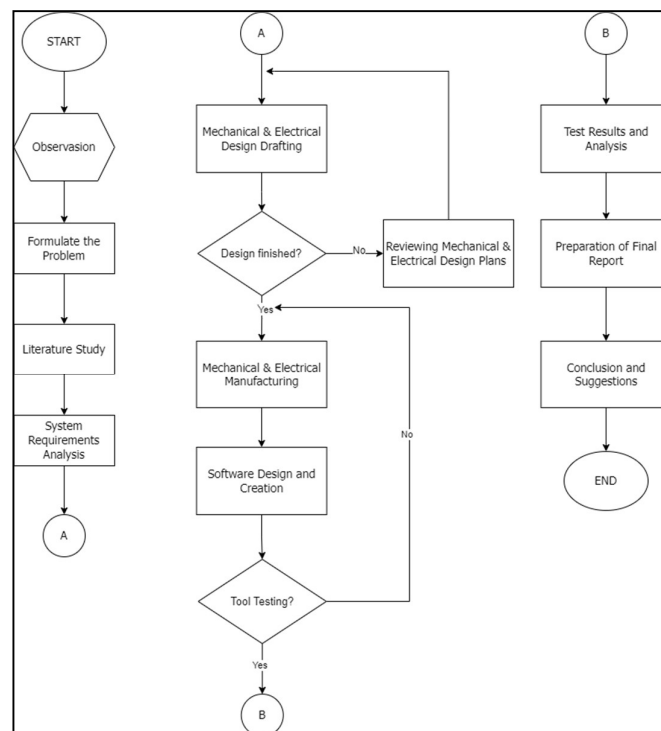 START
Observasion
Formulate the
Problem
Literature Study
System
Requirements
Analysis
A
A
Mechanical & Electrical
Design Drafting
Design finished?
No
Reviewing Mechanical &
Electrical Design Plans
Yes
Mechanical & Electrical
Manufacturing
No
Software Design and
Creation
Tool Testing?
Yes
B
B
Test Results and
Analysis
Preparation of Final
Report
Conclusion and
Suggestions
END